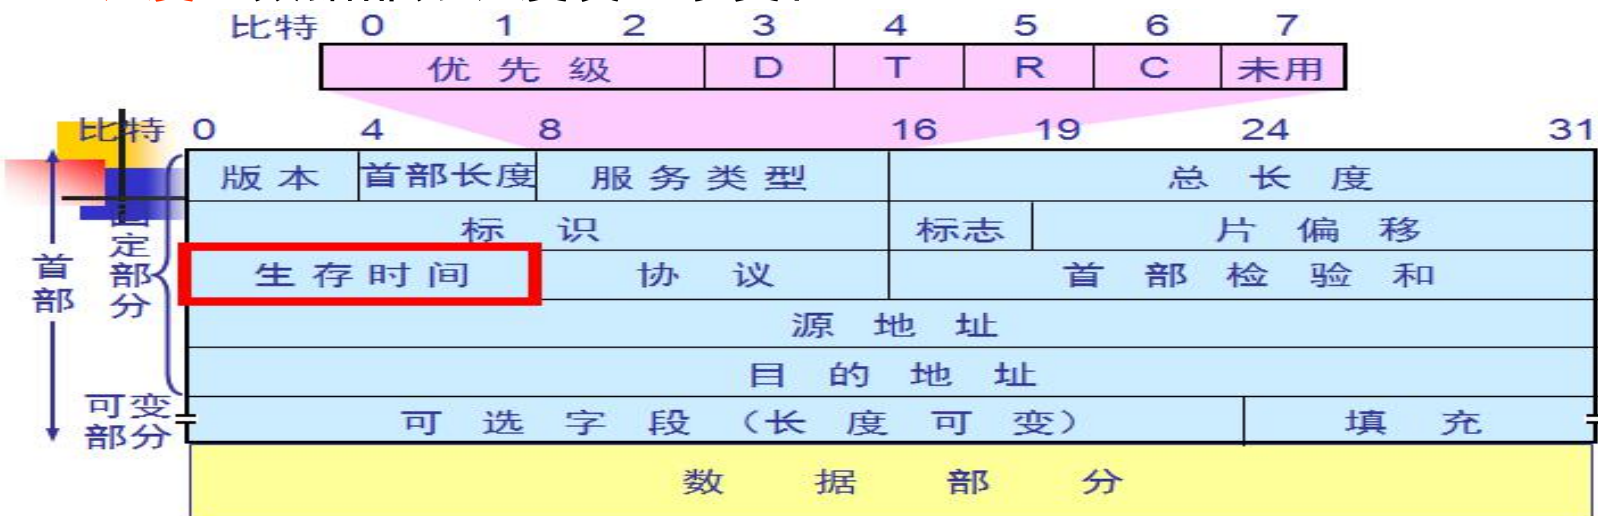 比特 0 1 2 3 4 5 6 7
优先级 D T R C 未用
比特 0 4 8 16 19 24 31
版本 首部长度 服务类型 总长度
标识 标志 片偏移
生存时间 协议 首部检验和
源地址
目的地址
可选字段（长度可变） 填充
数据部分
首部
固定部分
可变部分